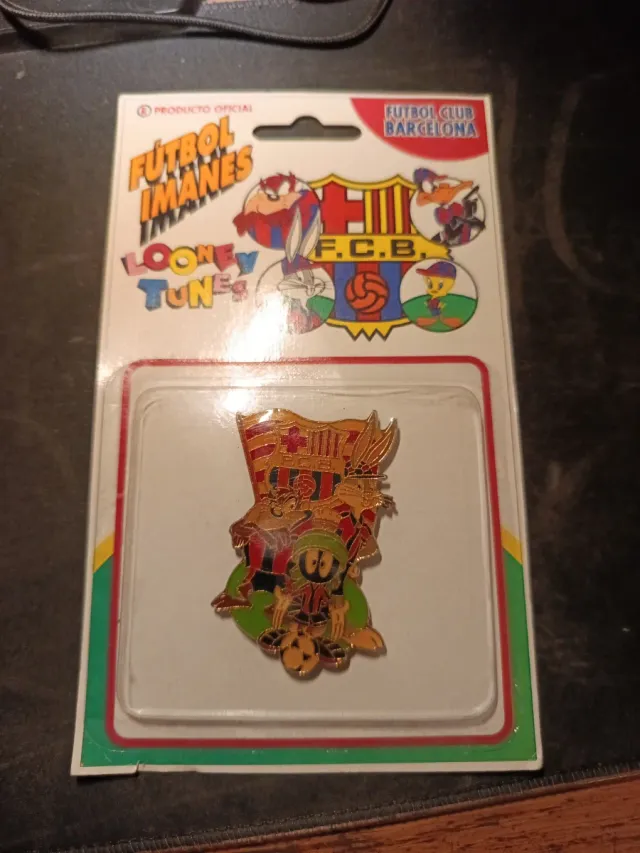 ® PRODUCTO OFICIAL
FUTBOL CLUB
BARCELONA
FÚTBOL
IMANES
LOONEY
TUNES
F.C.B.
F.C.B.